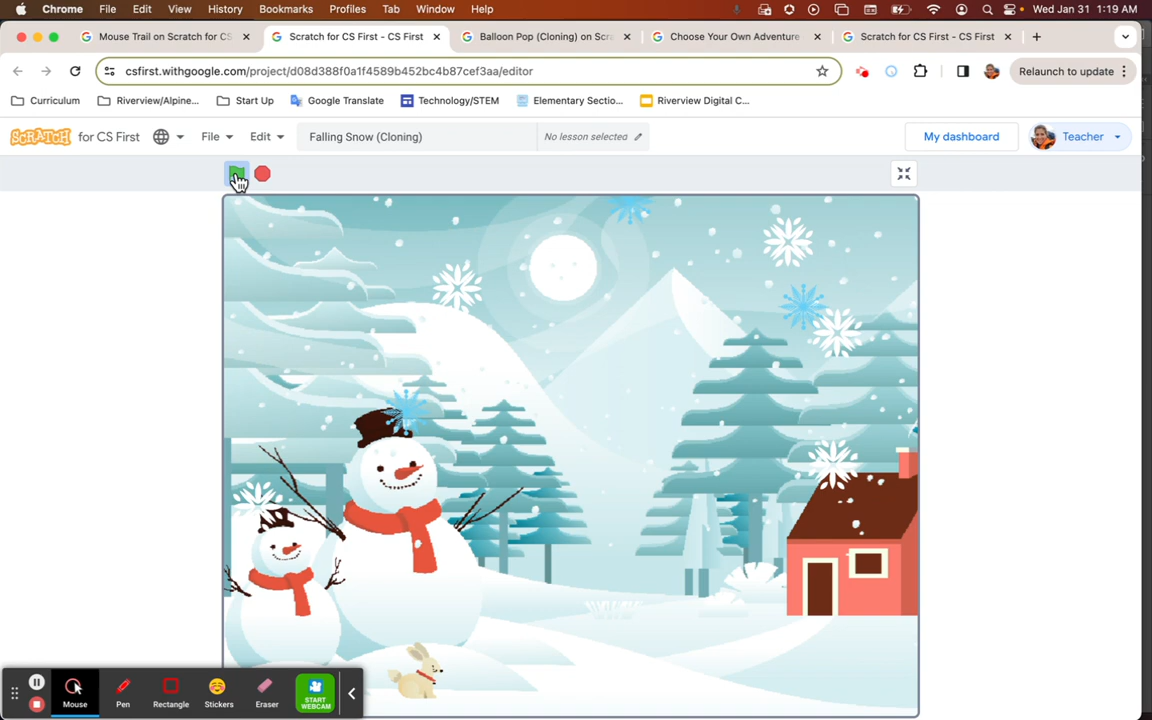 Chrome File Edit View History Bookmarks Profiles Tab Window Help Wed Jan 31 1:19 AM
Mouse Trail on Scratch for CS Scratch for CS First - CS First Balloon Pop (Cloning) on Scra Choose Your Own Adventure Scratch for CS First - CS First
csfirst.withgoogle.com/project/d08d388f0a1f4589b452bc4b87cef3aa/editor Relaunch to update
Curriculum Riverview/Alpine... Start Up Google Translate Technology/STEM Elementary Sectio... Riverview Digital C...
SCRATCH for CS First File Edit Falling Snow (Cloning) No lesson selected My dashboard Teacher
Mouse Pen Rectangle Stickers Eraser START WEBCAM